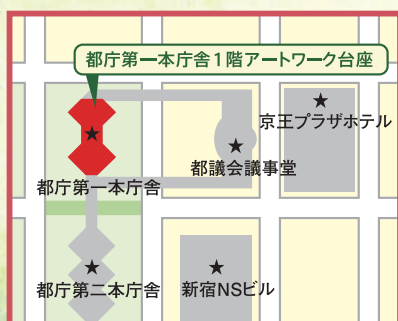 都庁第一本庁舎1階アートワーク台座
京王プラザホテル
都議会議事堂
都庁第一本庁舎
都庁第二本庁舎
新宿NSビル